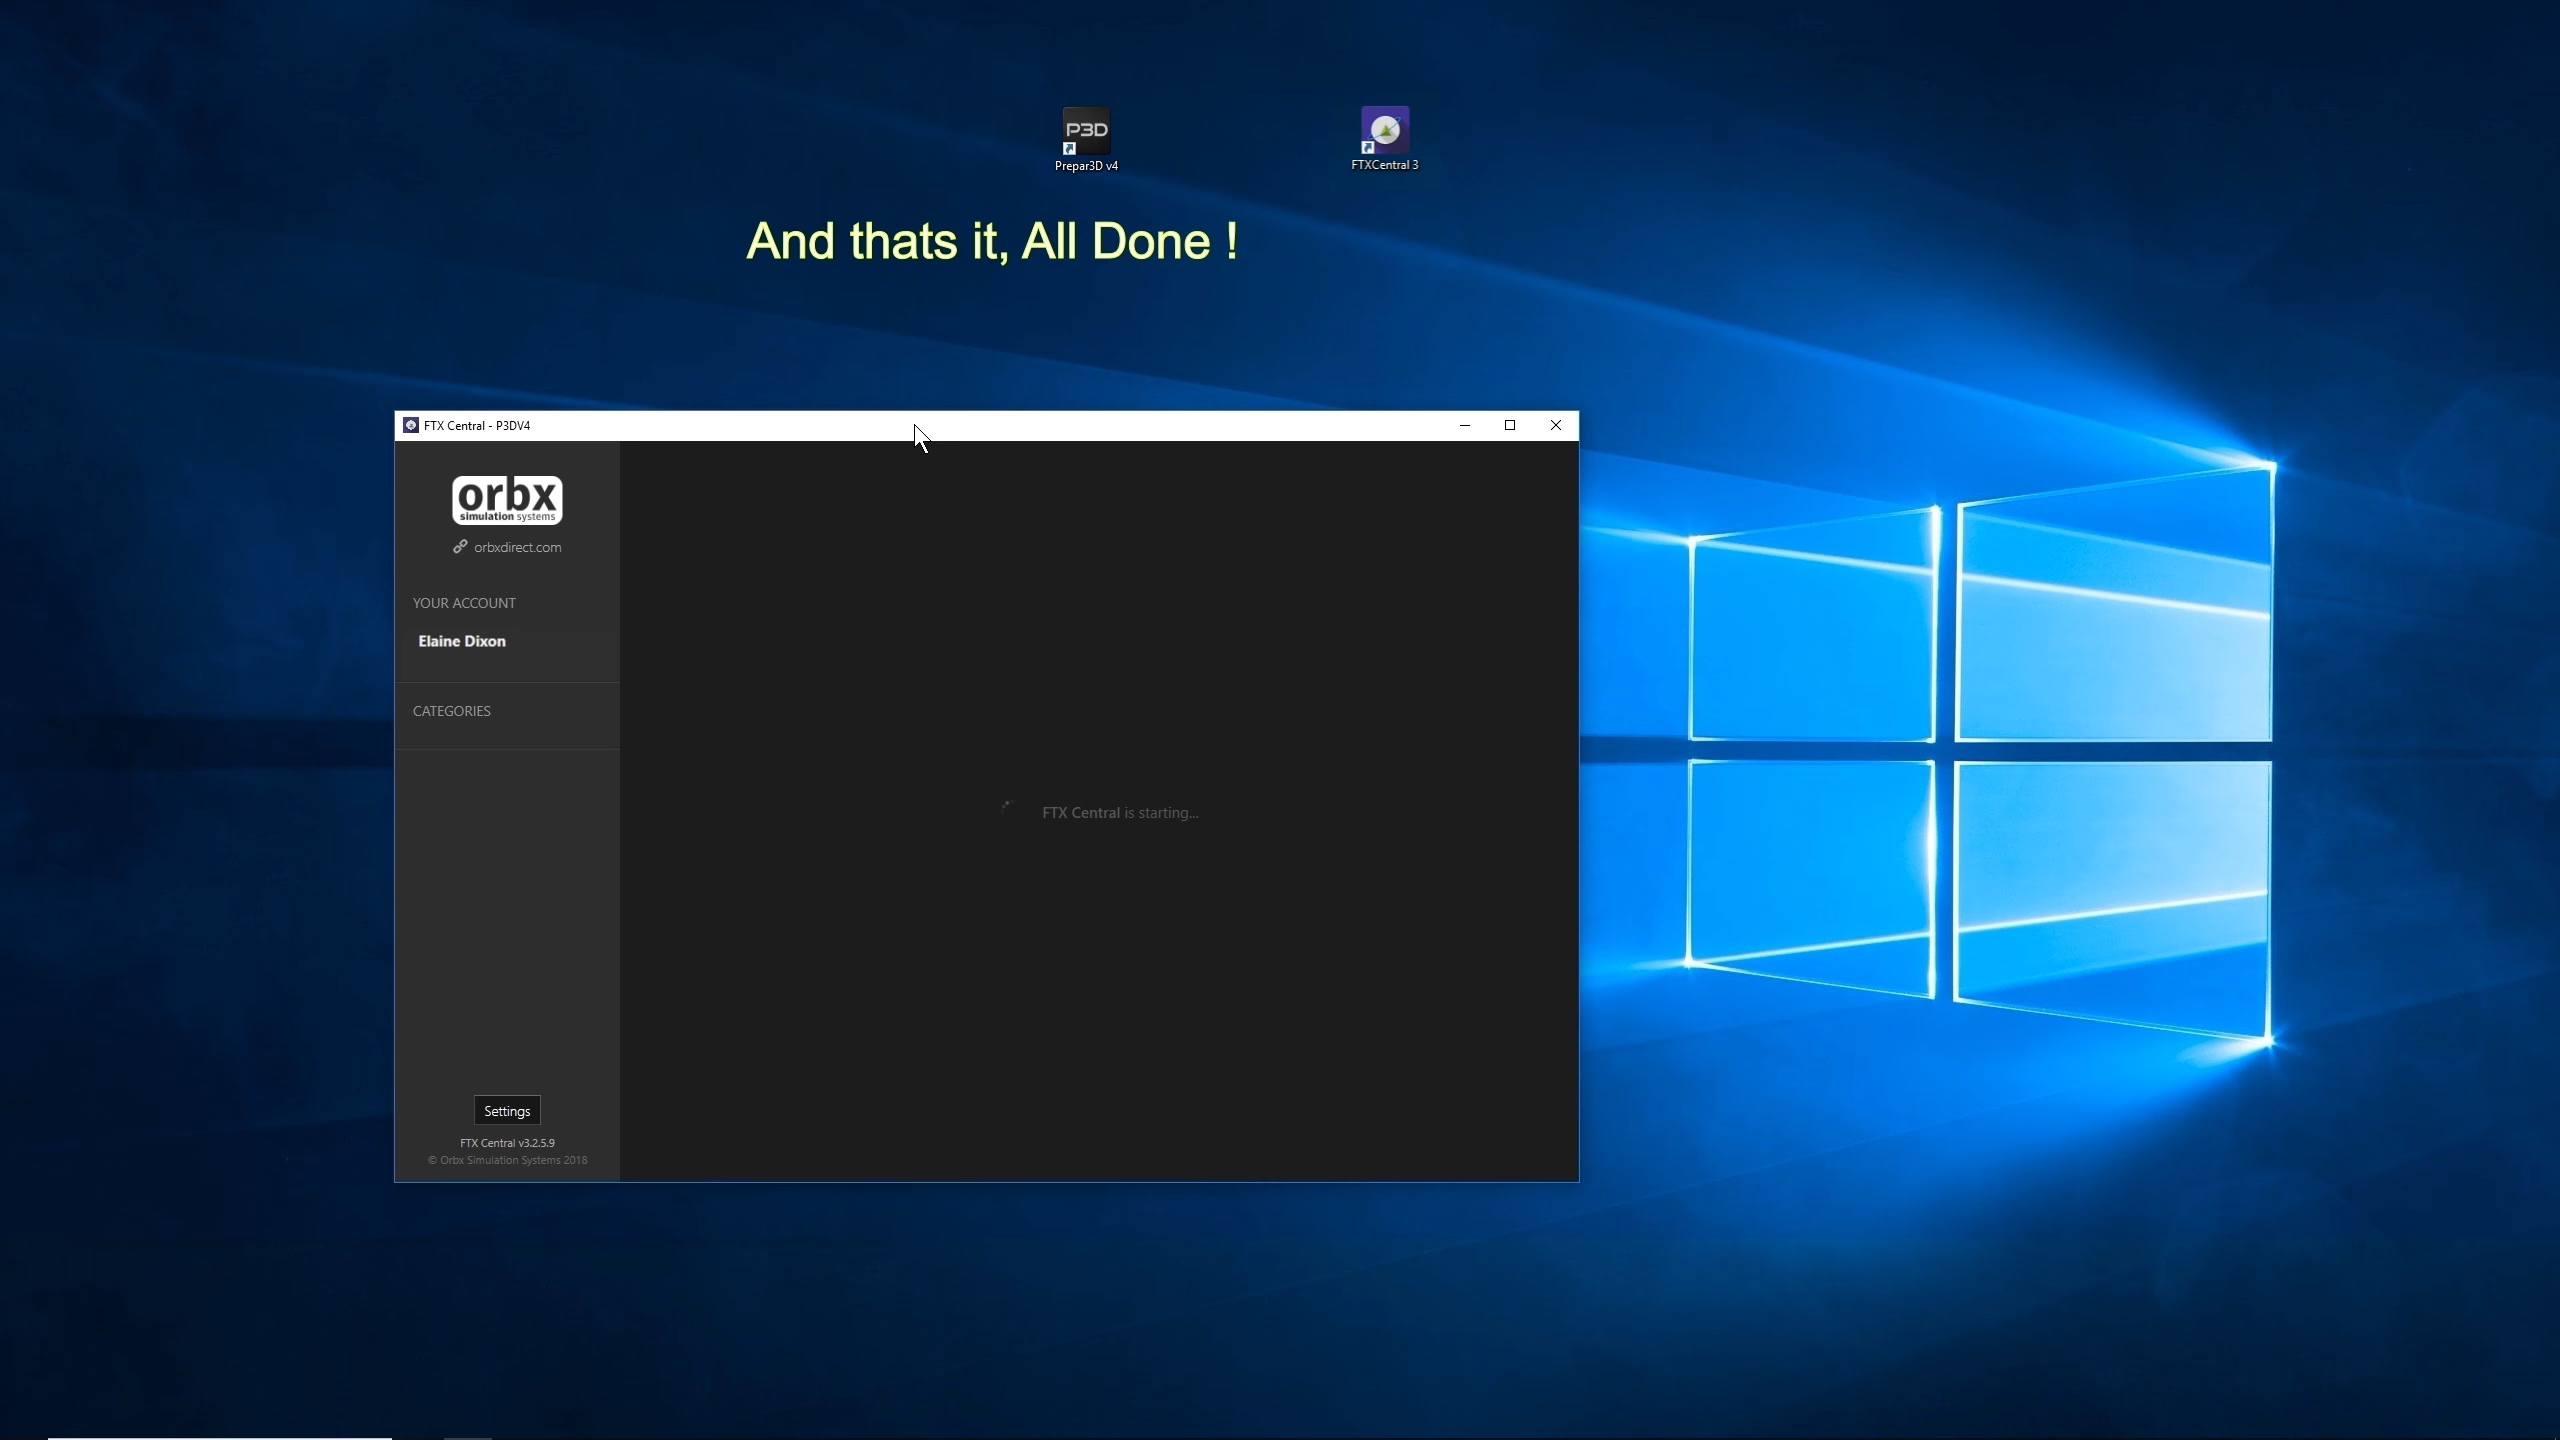 P3D
Prepar3D v4
FTXCentral 3
And thats it, All Done !
FTX Central - P3DV4
orbx
simulation systems
orbxdirect.com
YOUR ACCOUNT
Elaine Dixon
CATEGORIES
FTX Central is starting...
Settings
FTX Central v3.2.5.9
© Orbx Simulation Systems 2018